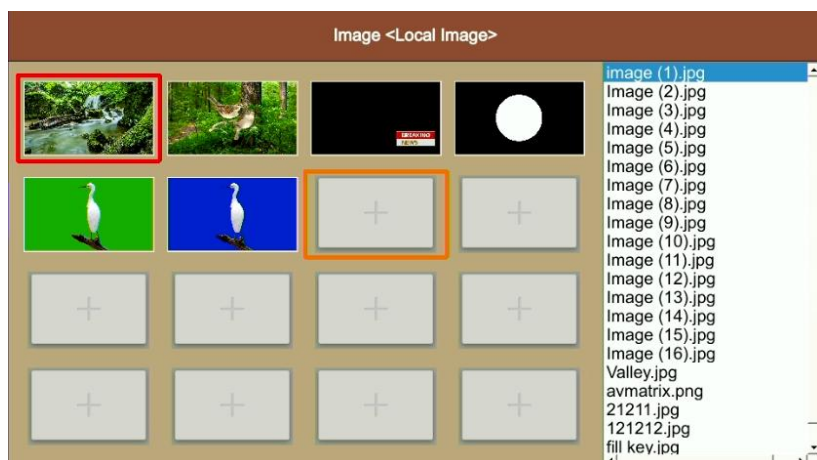 Image <Local Image>
BREAKING
NEWS
image (1).jpg
Image (2).jpg
Image (3).jpg
Image (4).jpg
Image (5).jpg
Image (6).jpg
Image (7).jpg
Image (8).jpg
Image (9).jpg
Image (10).jpg
Image (11).jpg
Image (12).jpg
Image (13).jpg
Image (14).jpg
Image (15).jpg
Image (16).jpg
Valley.jpg
avmatrix.png
21211.jpg
121212.jpg
fill key.jpg